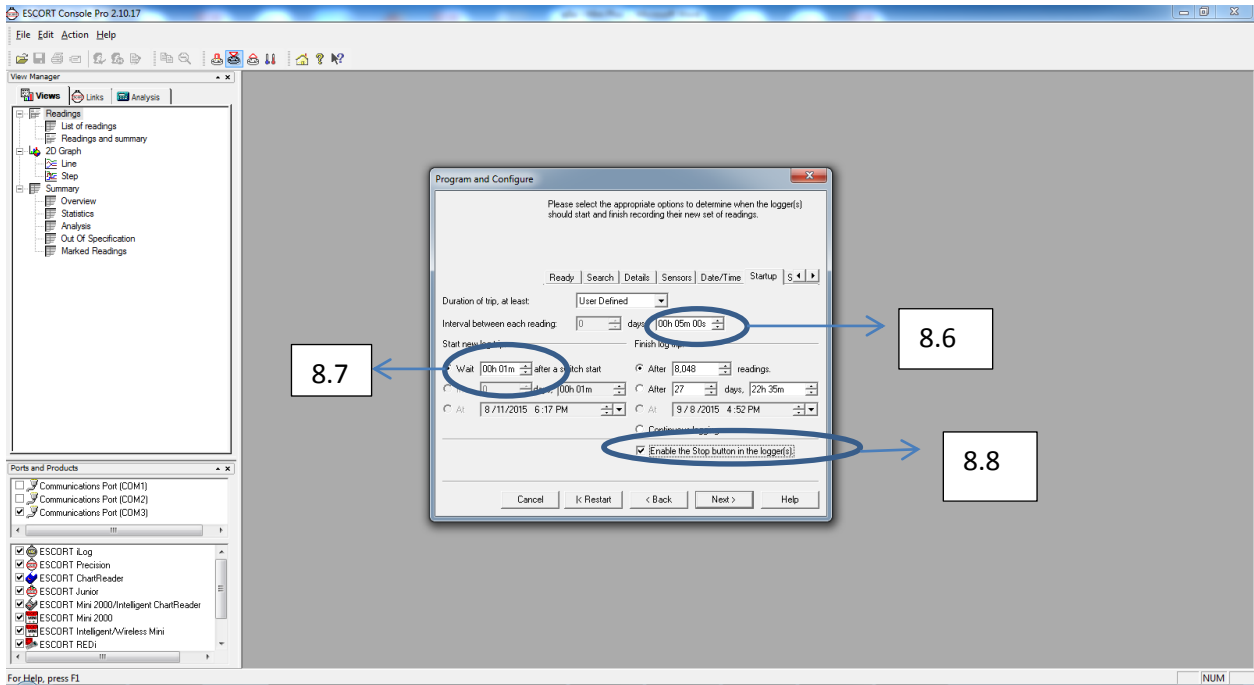 ESCORT Console Pro 2.10.17
File Edit Action Help
View Manager
Views Links Analysis
Readings
List of readings
Readings and summary
2D Graph
Line
Step
Summary
Overview
Statistics
Analysis
Out Of Specification
Marked Readings
Program and Configure
Please select the appropriate options to determine when the logger(s)
should start and finish recording their new set of readings.
Ready Search Details Sensors Date/Time Startup S
Duration of trip, at least: User Defined
Interval between each reading: 0 days, 00h 05m 00s
8.6
Start new log trip Finish log trip
8.7
Wait 00h 01m after a switch start After 8,048 readings.
0 days, 00h 01m After 27 days, 22h 35m
At 8/11/2015 6:17 PM At 9/8/2015 4:52 PM
Continuous logging
Enable the Stop button in the logger(s).
8.8
Cancel |< Restart < Back Next > Help
Ports and Products
Communications Port (COM1)
Communications Port (COM2)
Communications Port (COM3)
ESCORT iLog
ESCORT Precision
ESCORT ChartReader
ESCORT Junior
ESCORT Mini 2000/Intelligent ChartReader
ESCORT Mini 2000
ESCORT Intelligent/Wireless Mini
ESCORT REDi
For Help, press F1
NUM